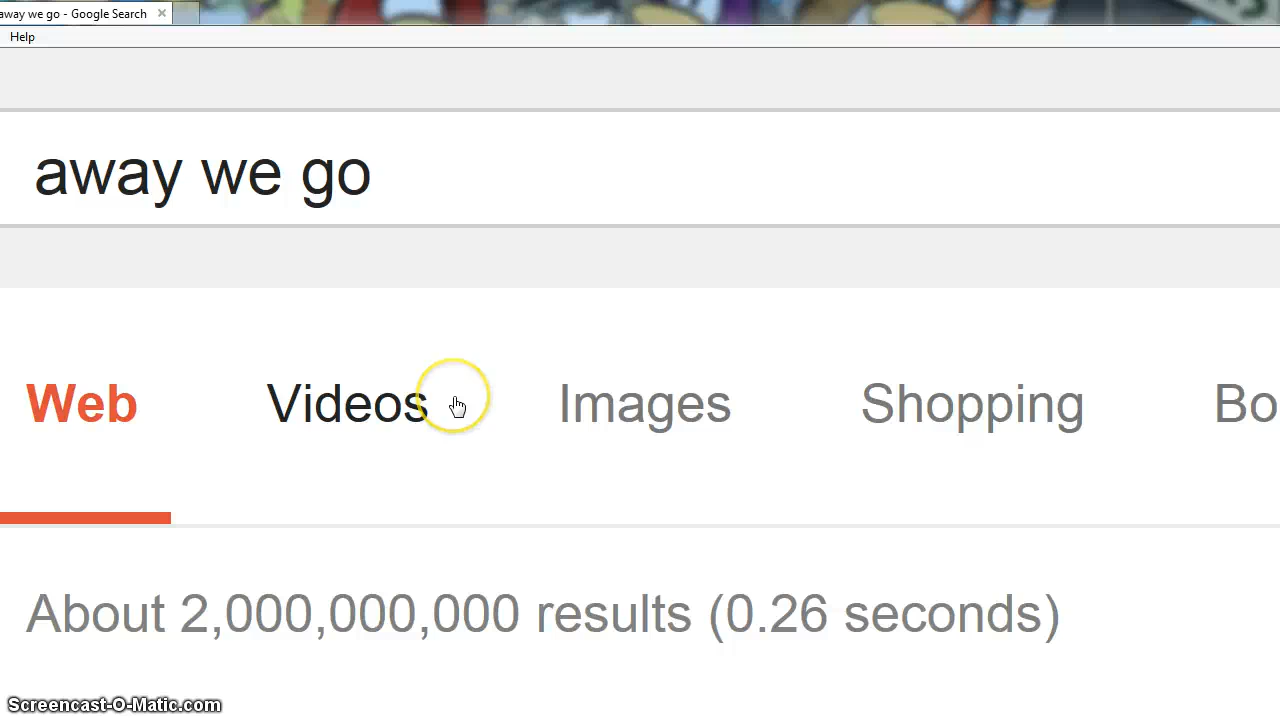 away we go - Google Search
Help
away we go
Web Videos Images Shopping Bo
About 2,000,000,000 results (0.26 seconds)
Screencast-O-Matic.com